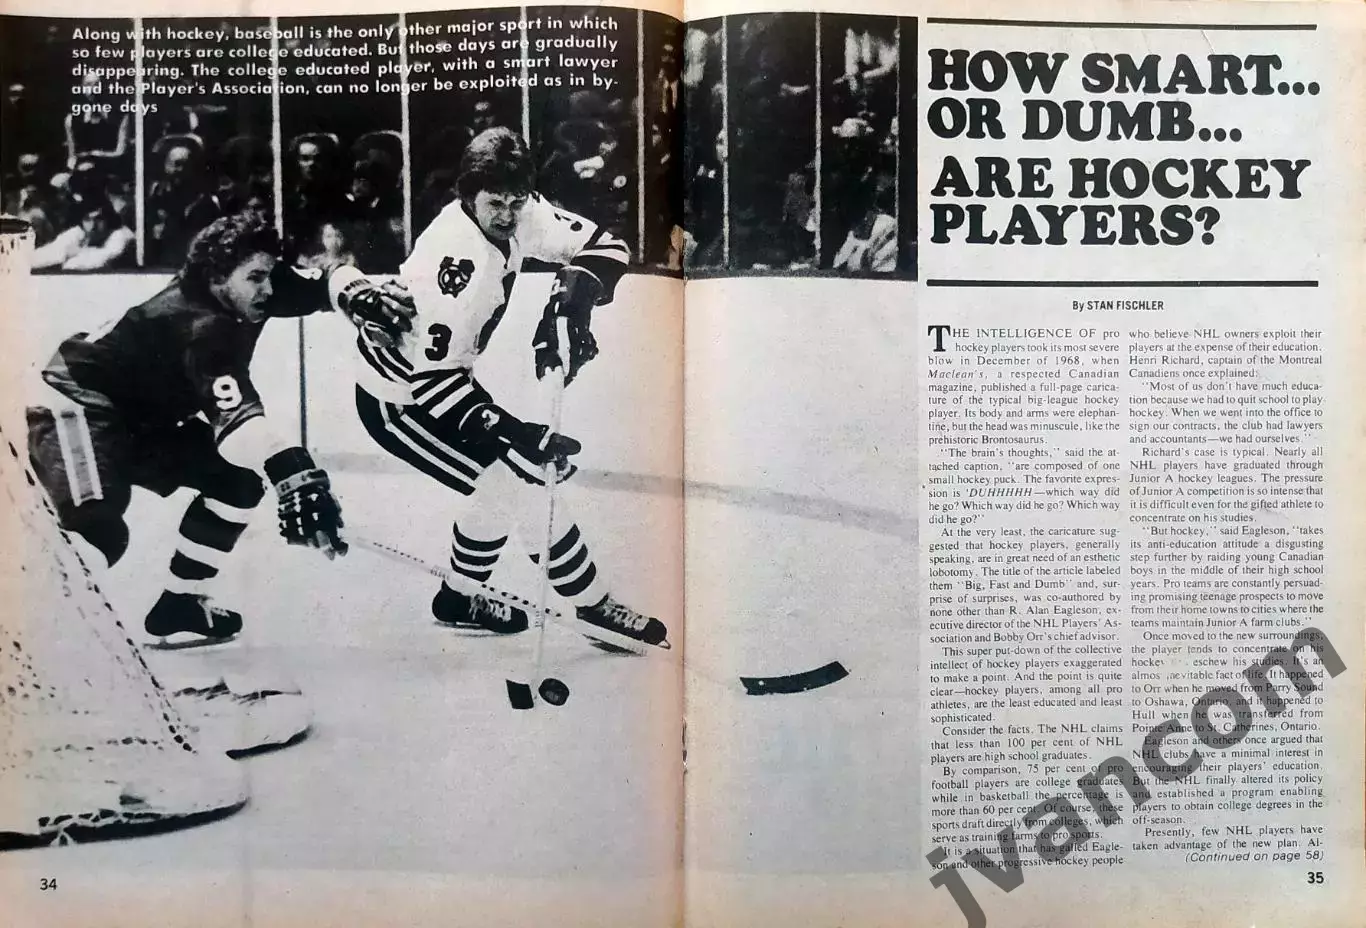 Along with hockey, baseball is the only other major sport in which
so few players are college educated. But those days are gradually
disappearing. The college educated player, with a smart lawyer
and the Player's Association, can no longer be exploited as in by-
gone days
9
3
3
3
34
HOW SMART...
OR DUMB...
ARE HOCKEY
PLAYERS?
By STAN FISCHLER
THE INTELLIGENCE OF pro
hockey players took its most severe
blow in December of 1968, when
Maclean's, a respected Canadian
magazine, published a full-page carica-
ture of the typical big-league hockey
player. Its body and arms were elephan-
tine, but the head was minuscule, like the
prehistoric Brontosaurus.
"The brain's thoughts," said the at-
tached caption, "are composed of one
small hockey puck. The favorite expres-
sion is 'DUHHHHH—which way did
he go? Which way did he go? Which way
did he go?"
At the very least, the caricature sug-
gested that hockey players, generally
speaking, are in great need of an esthetic
lobotomy. The title of the article labeled
them "Big, Fast and Dumb" and, sur-
prise of surprises, was co-authored by
none other than R. Alan Eagleson, ex-
ecutive director of the NHL Players' As-
sociation and Bobby Orr's chief advisor.
This super put-down of the collective
intellect of hockey players exaggerated
to make a point. And the point is quite
clear—hockey players, among all pro
athletes, are the least educated and least
sophisticated.
Consider the facts. The NHL claims
that less than 100 per cent of NHL
players are high school graduates.
By comparison, 75 per cent of pro
football players are college graduates
while in basketball the percentage is
more than 60 per cent. Of course, these
sports draft directly from colleges, which
serve as training farms to pro sports.
It is a situation that has galled Eagle-
son and other progressive hockey people
who believe NHL owners exploit their
players at the expense of their education.
Henri Richard, captain of the Montreal
Canadiens once explained:
"Most of us don't have much educa-
tion because we had to quit school to play
hockey. When we went into the office to
sign our contracts, the club had lawyers
and accountants—we had ourselves."
Richard's case is typical. Nearly all
NHL players have graduated through
Junior A hockey leagues. The pressure
of Junior A competition is so intense that
it is difficult even for the gifted athlete to
concentrate on his studies.
"But hockey," said Eagleson, "takes
its anti-education attitude a disgusting
step further by raiding young Canadian
boys in the middle of their high school
years. Pro teams are constantly persuad-
ing promising teenage prospects to move
from their home towns to cities where the
teams maintain Junior A farm clubs."
Once moved to the new surroundings,
the player tends to concentrate on his
hockey eschew his studies. It's an
almos inevitable fact of life. It happened
to Orr when he moved from Parry Sound
to Oshawa, Ontario, and it happened to
Hull when he was transferred from
Pointe Anne to St. Catherines, Ontario.
Eagleson and others once argued that
NHL clubs have a minimal interest in
encouraging their players' education.
But the NHL finally altered its policy
and established a program enabling
players to obtain college degrees in the
off-season.
Presently, few NHL players have
taken advantage of the new plan. Al-
(Continued on page 58)
35
jvancom